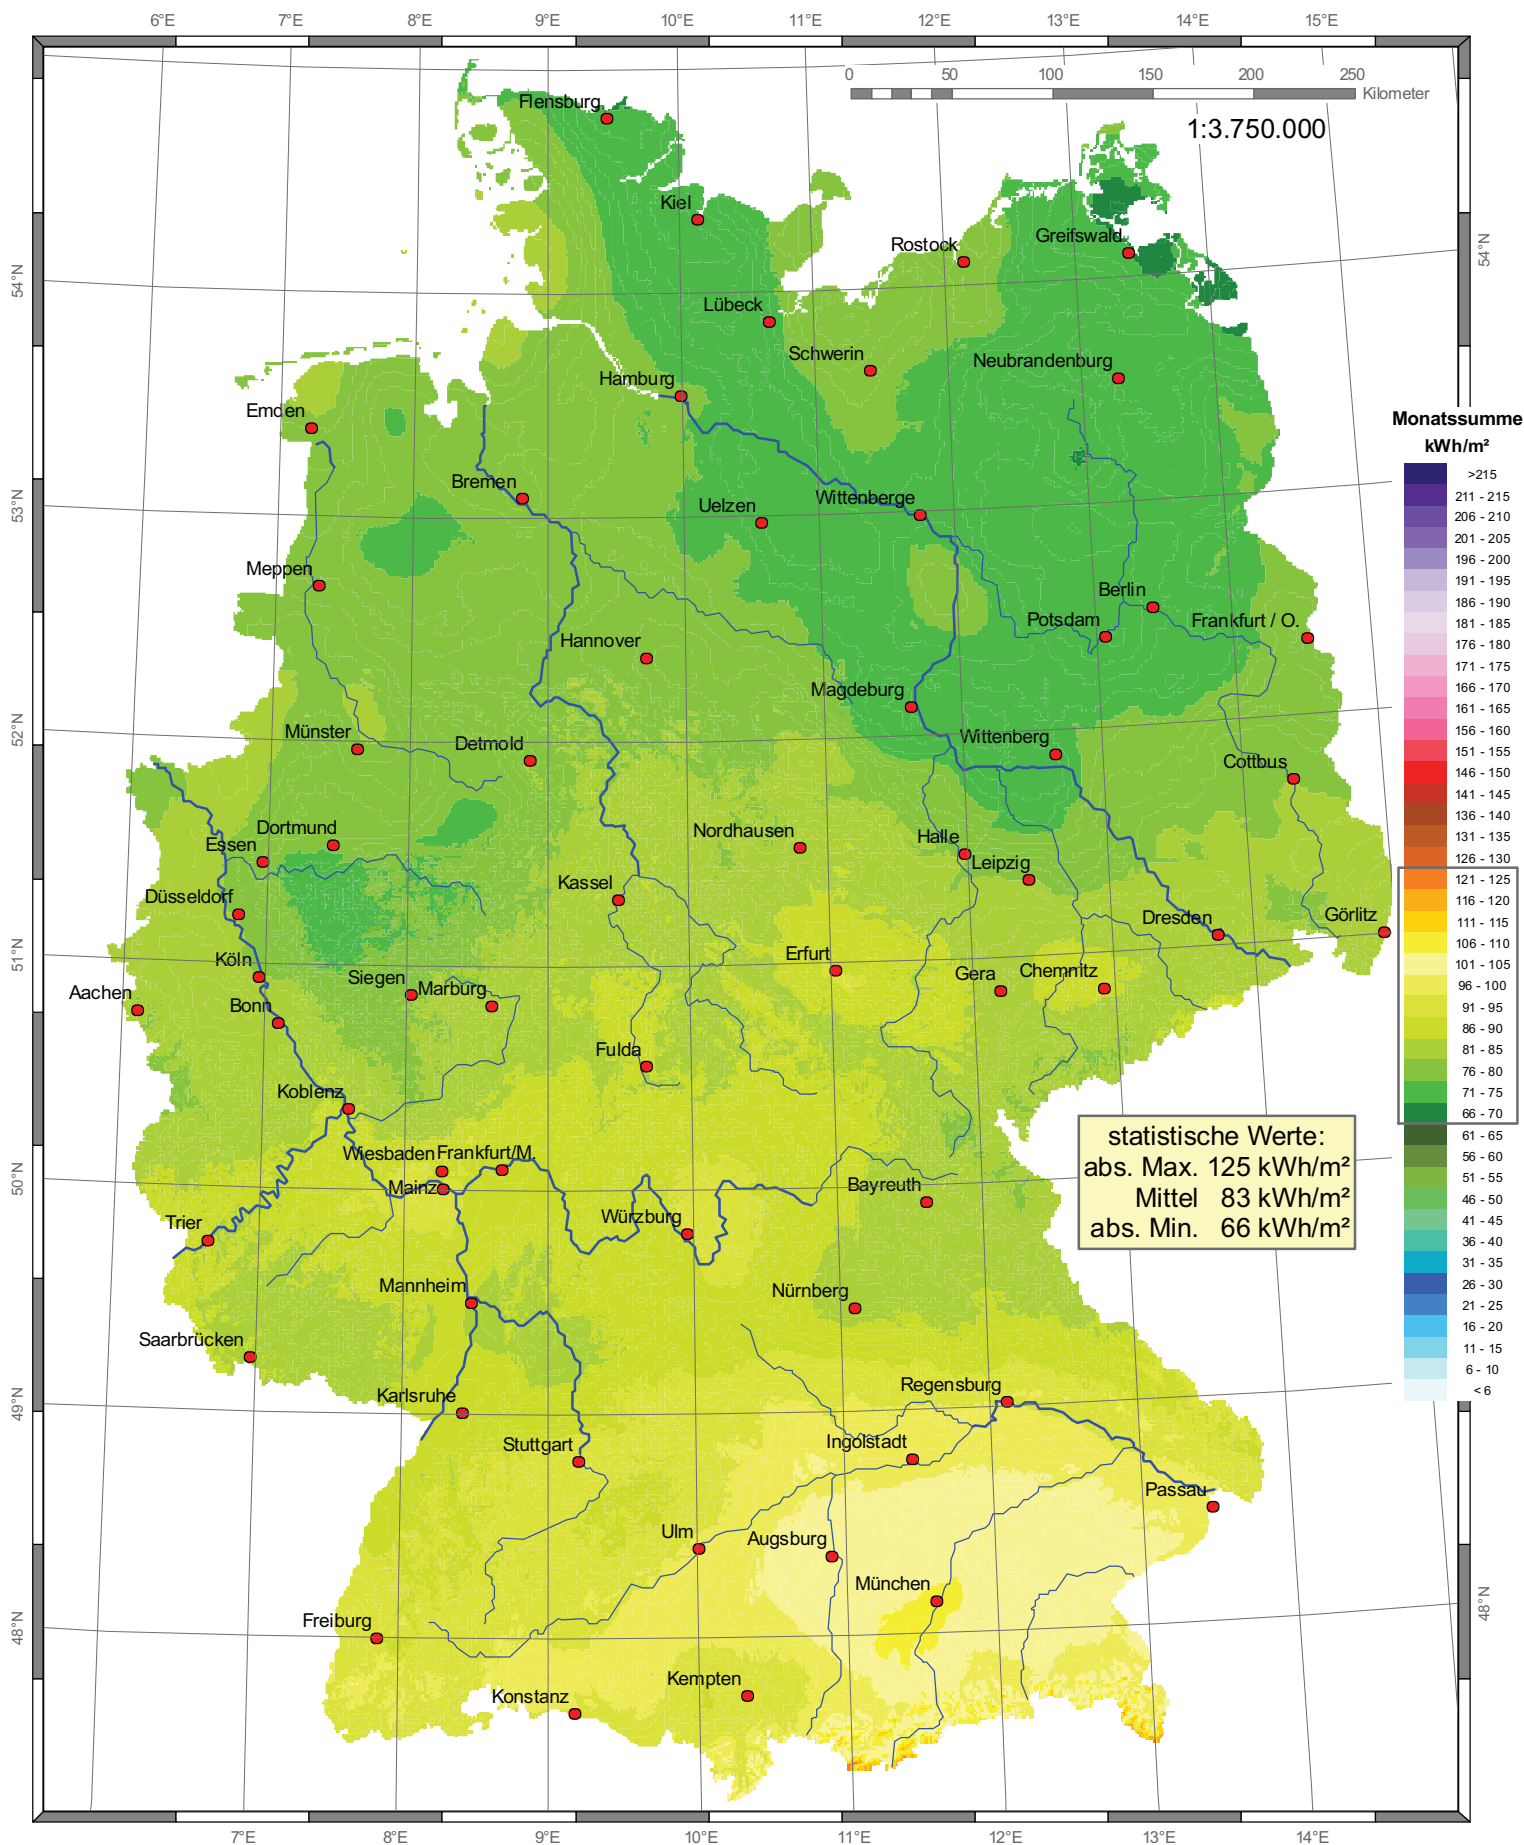 6°E 7°E 8°E 9°E 10°E 11°E 12°E 13°E 14°E 15°E
0 50 100 150 200 250
Kilometer
1:3.750.000
Flensburg
Kiel
Rostock
Greifswald
54°N
54°N
Lübeck
Schwerin
Neubrandenburg
Hamburg
Emden
Bremen
Uelzen
Wittenberge
53°N
Meppen
Berlin
Potsdam
Frankfurt / O.
Hannover
Magdeburg
52°N
Münster
Detmold
Wittenberg
Cottbus
Dortmund
Essen
Nordhausen
Halle
Leipzig
Kassel
Düsseldorf
Dresden
Görlitz
51°N
Köln
Erfurt
Siegen
Marburg
Gera
Chemnitz
Aachen
Bonn
Fulda
Koblenz
Wiesbaden
Frankfurt/M.
Mainz
50°N
Bayreuth
Trier
Würzburg
Mannheim
Nürnberg
Saarbrücken
Karlsruhe
Regensburg
49°N
Stuttgart
Ingolstadt
Passau
Ulm
Augsburg
München
48°N
48°N
Freiburg
Kempten
Konstanz
Monatssumme
kWh/m²
>215
211 - 215
206 - 210
201 - 205
196 - 200
191 - 195
186 - 190
181 - 185
176 - 180
171 - 175
166 - 170
161 - 165
156 - 160
151 - 155
146 - 150
141 - 145
136 - 140
131 - 135
126 - 130
121 - 125
116 - 120
111 - 115
106 - 110
101 - 105
96 - 100
91 - 95
86 - 90
81 - 85
76 - 80
71 - 75
66 - 70
61 - 65
56 - 60
51 - 55
46 - 50
41 - 45
36 - 40
31 - 35
26 - 30
21 - 25
16 - 20
11 - 15
6 - 10
< 6
statistische Werte:
abs. Max. 125 kWh/m²
Mittel 83 kWh/m²
abs. Min. 66 kWh/m²
7°E 8°E 9°E 10°E 11°E 12°E 13°E 14°E